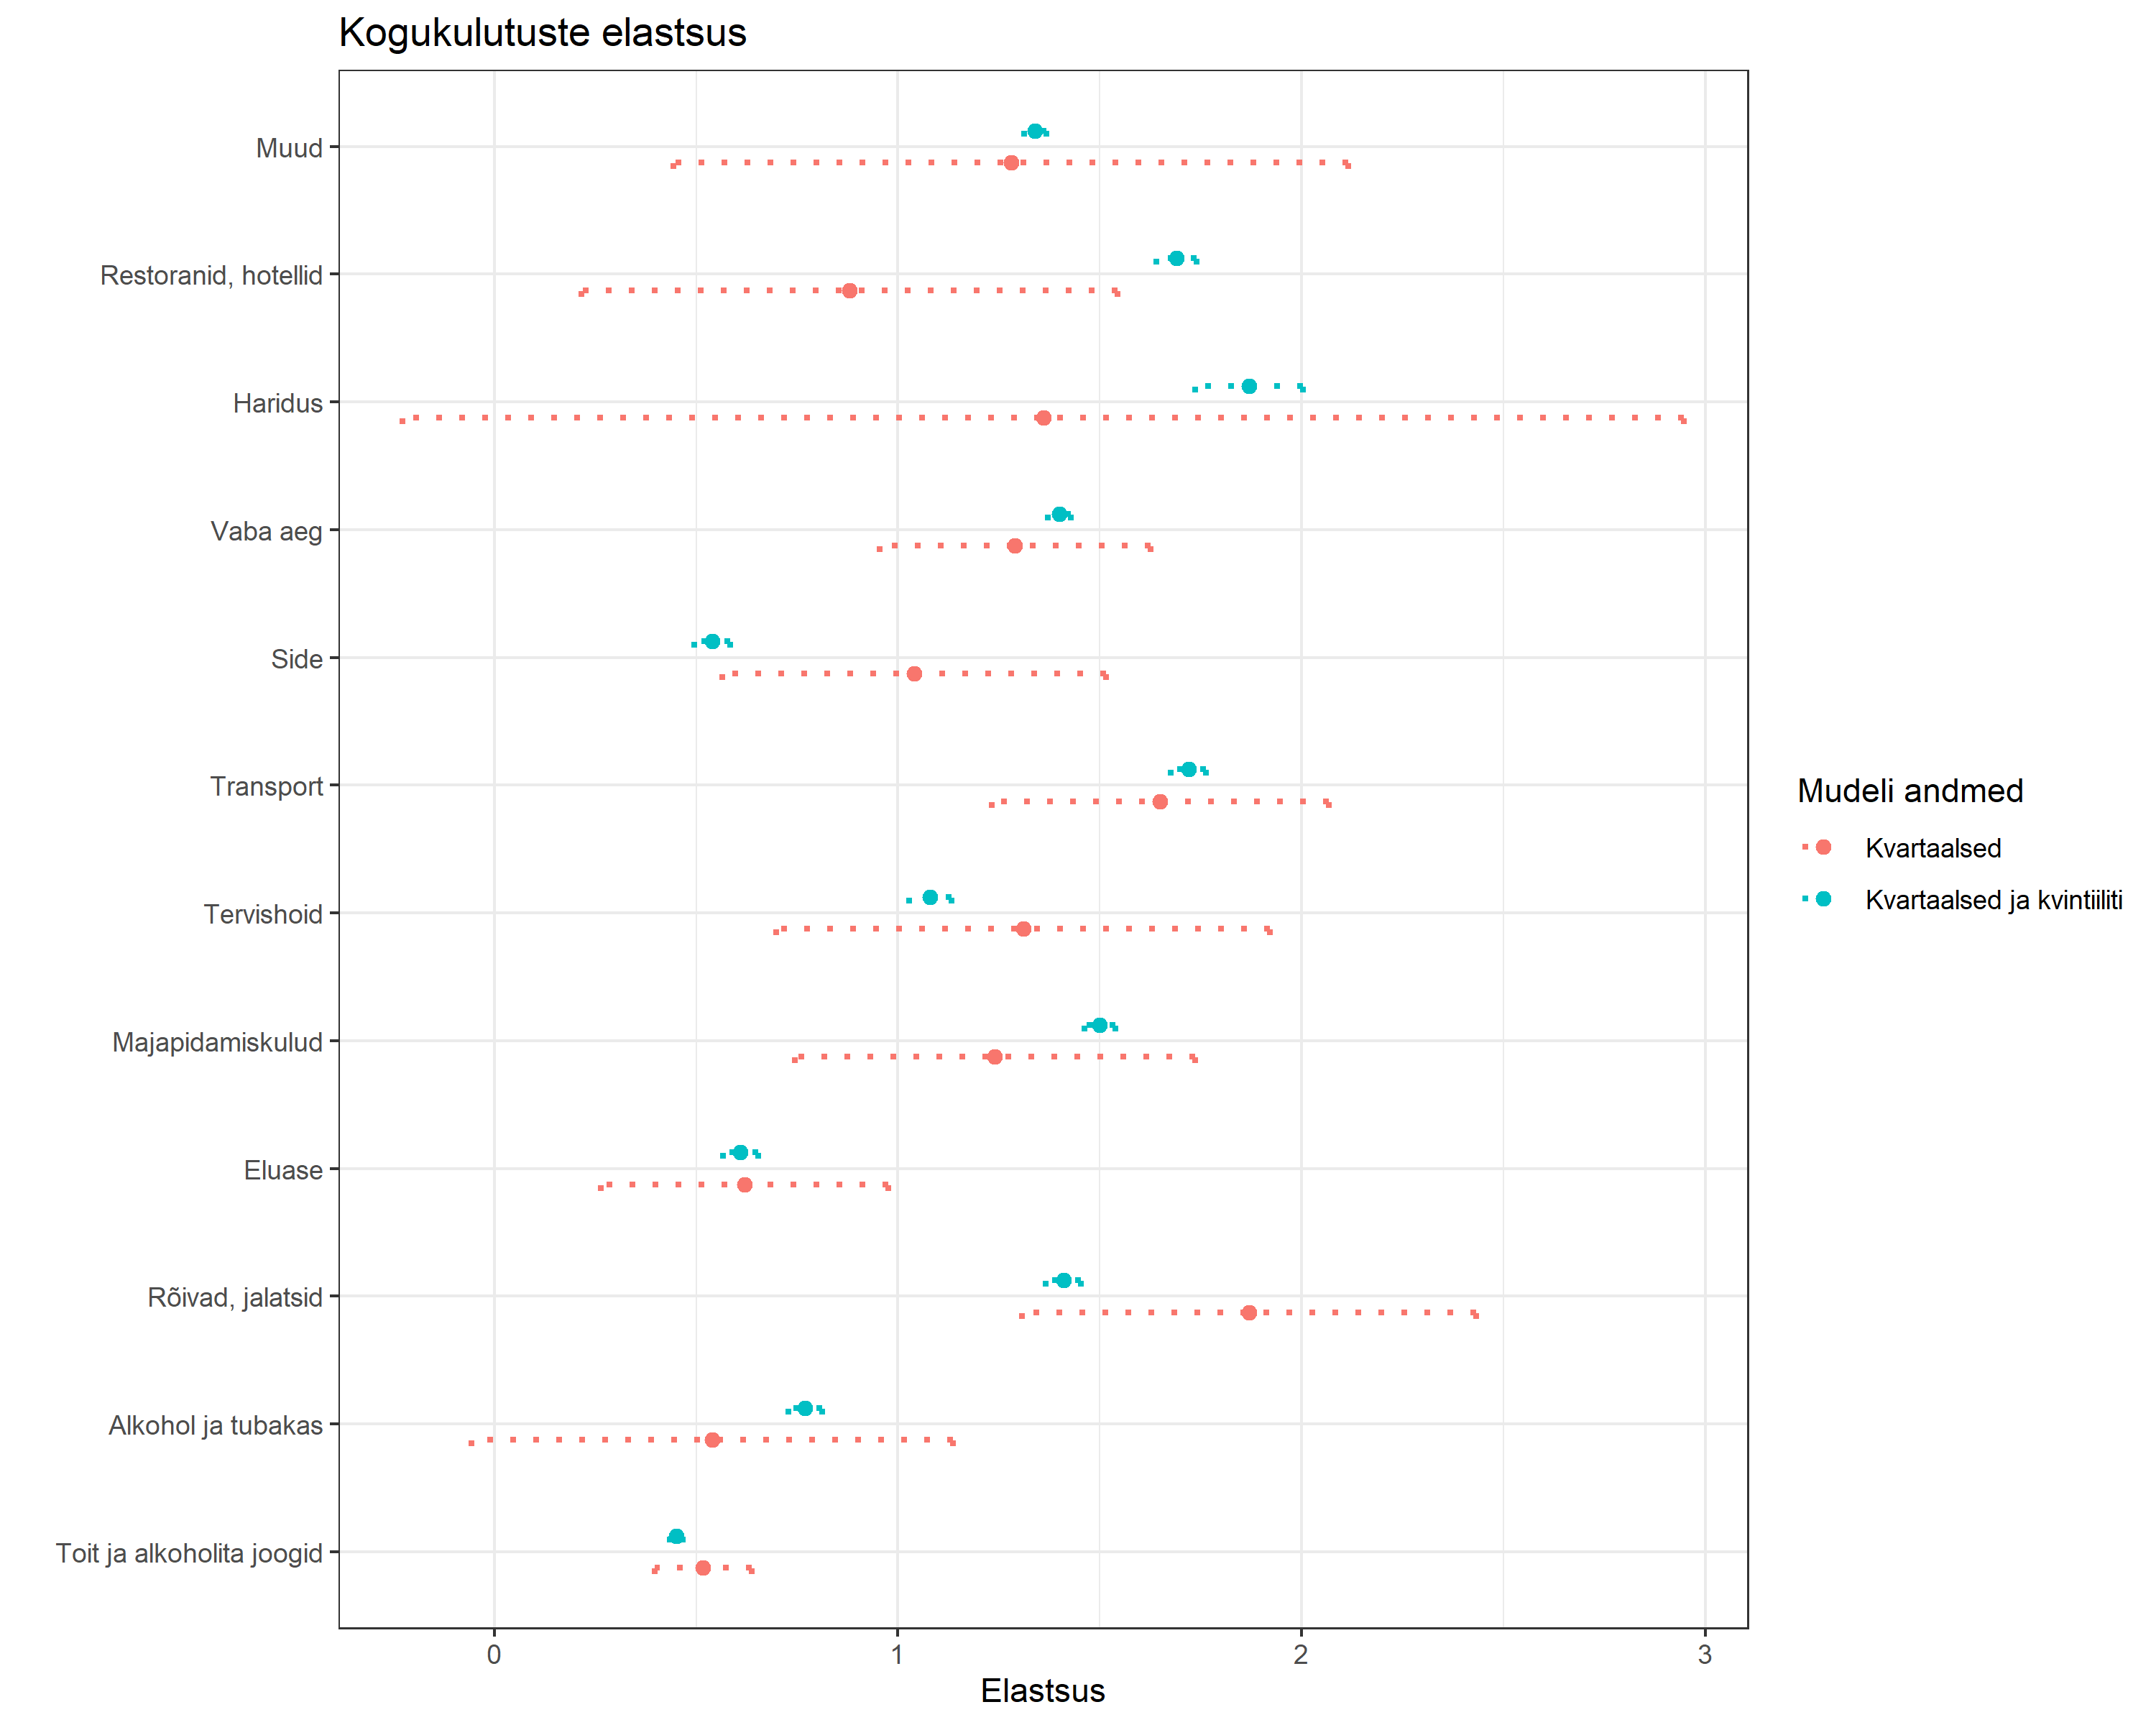 Kogukulutuste elastsus
Muud
Restoranid, hotellid
Haridus
Vaba aeg
Side
Transport
Tervishoid
Majapidamiskulud
Eluase
Rõivad, jalatsid
Alkohol ja tubakas
Toit ja alkoholita joogid
0 1 2 3
Elastsus
Mudeli andmed
Kvartaalsed
Kvartaalsed ja kvintiiliti